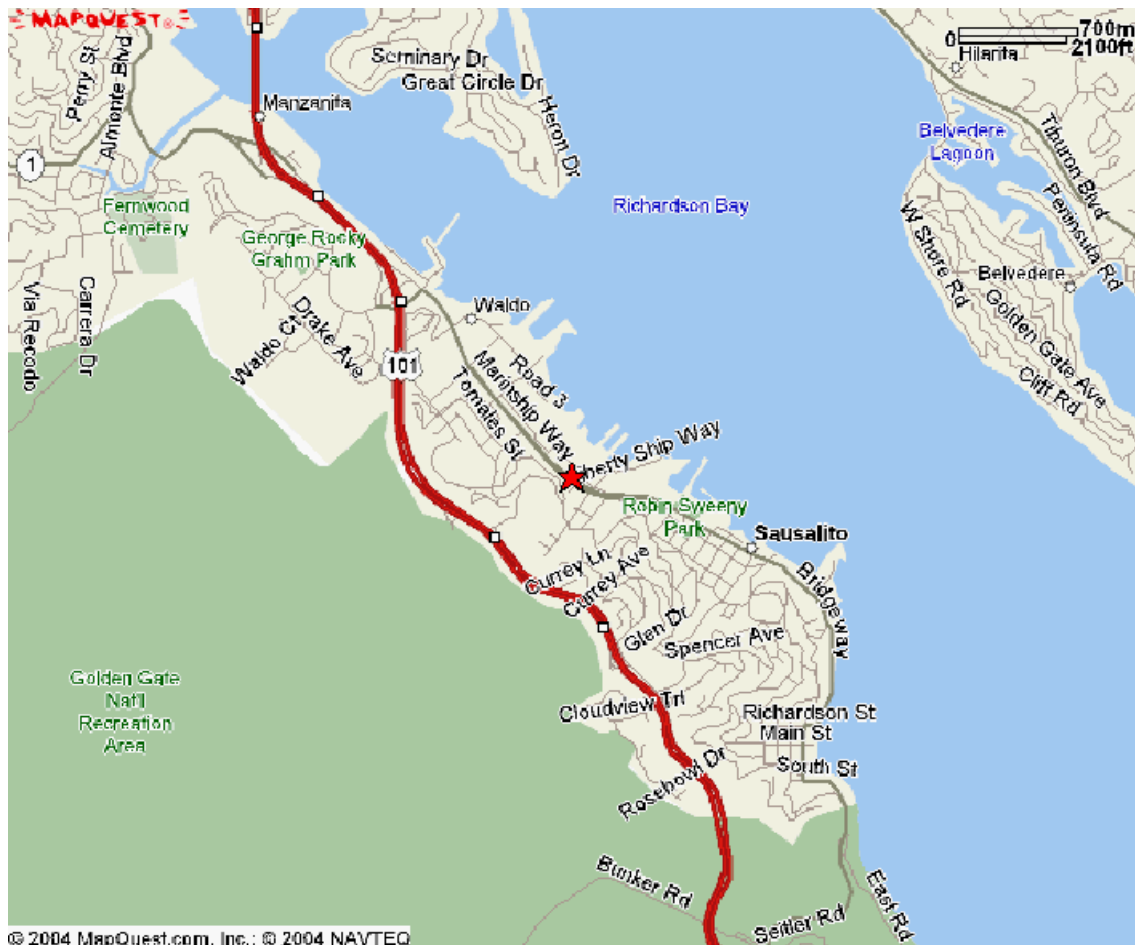 MAPQUEST®
0 700m
2100ft
Hilarita
Seminary Dr
Great Circle Dr
Heron Dr
Perry St
Almonte Blvd
Manzanita
1
Belvedere
Lagoon
Tiburon Blvd
Peninsula Rd
Fernwood
Cemetery
Richardson Bay
George Rocky
Grahm Park
W Shore Rd
Belvedere
Golden Gate Ave
Cliff Rd
Via Recodo
Carrera Dr
Waldo Ct
Drake Ave
Waldo
101
Road 3
Marinship Way
Tomales St
Liberty Ship Way
Robin Sweeny
Park
Sausalito
Bridgeway
Currey Ln
Currey Ave
Glen Dr
Spencer Ave
Golden Gate
Nat'l
Recreation
Area
Cloudview Trl
Richardson St
Main St
South St
Rosebowl Dr
Bunker Rd
Seitler Rd
East Rd
© 2004 MapQuest.com, Inc.; © 2004 NAVTEQ